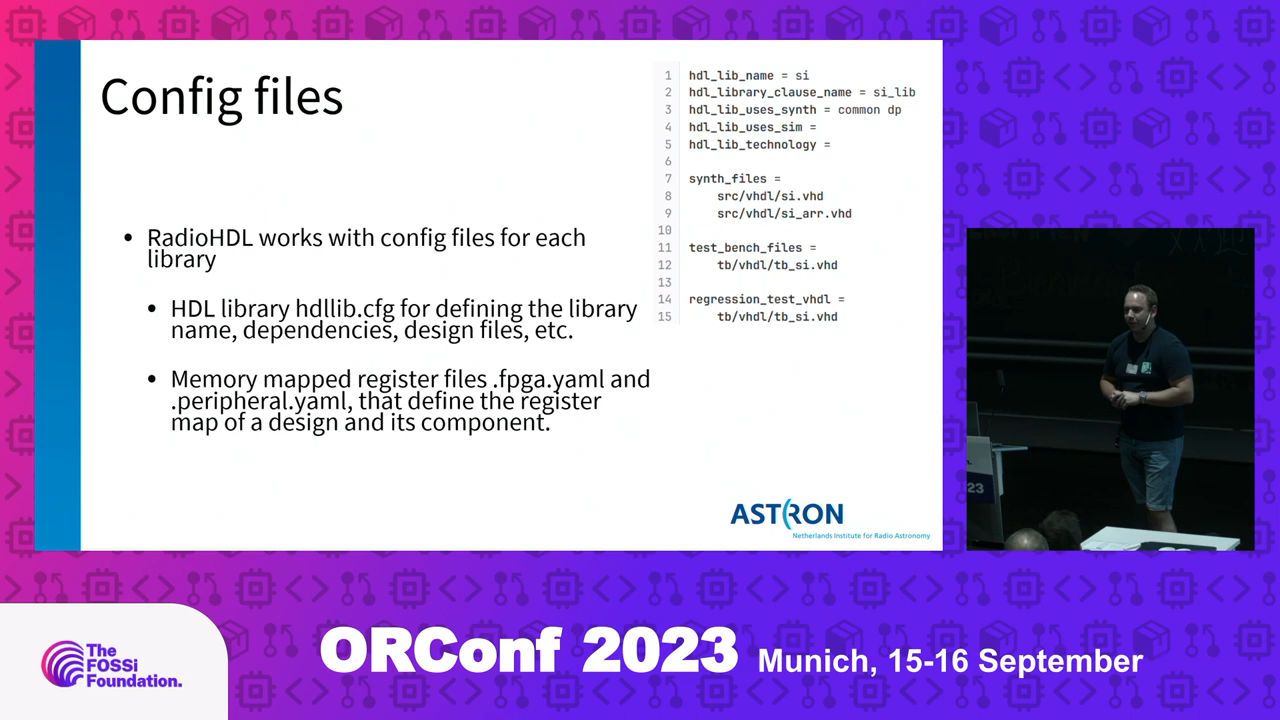 Config files
• RadioHDL works with config files for each
library
• HDL library hdllib.cfg for defining the library
name, dependencies, design files, etc.
• Memory mapped register files .fpga.yaml and
.peripheral.yaml, that define the register
map of a design and its component.
1 hdl_lib_name = si
2 hdl_library_clause_name = si_lib
3 hdl_lib_uses_synth = common dp
4 hdl_lib_uses_sim =
5 hdl_lib_technology =
6
7 synth_files =
8 src/vhdl/si.vhd
9 src/vhdl/si_arr.vhd
10
11 test_bench_files =
12 tb/vhdl/tb_si.vhd
13
14 regression_test_vhdl =
15 tb/vhdl/tb_si.vhd
ASTRON
Netherlands Institute for Radio Astronomy
23
The
FOSSi
Foundation.
ORConf 2023 Munich, 15-16 September